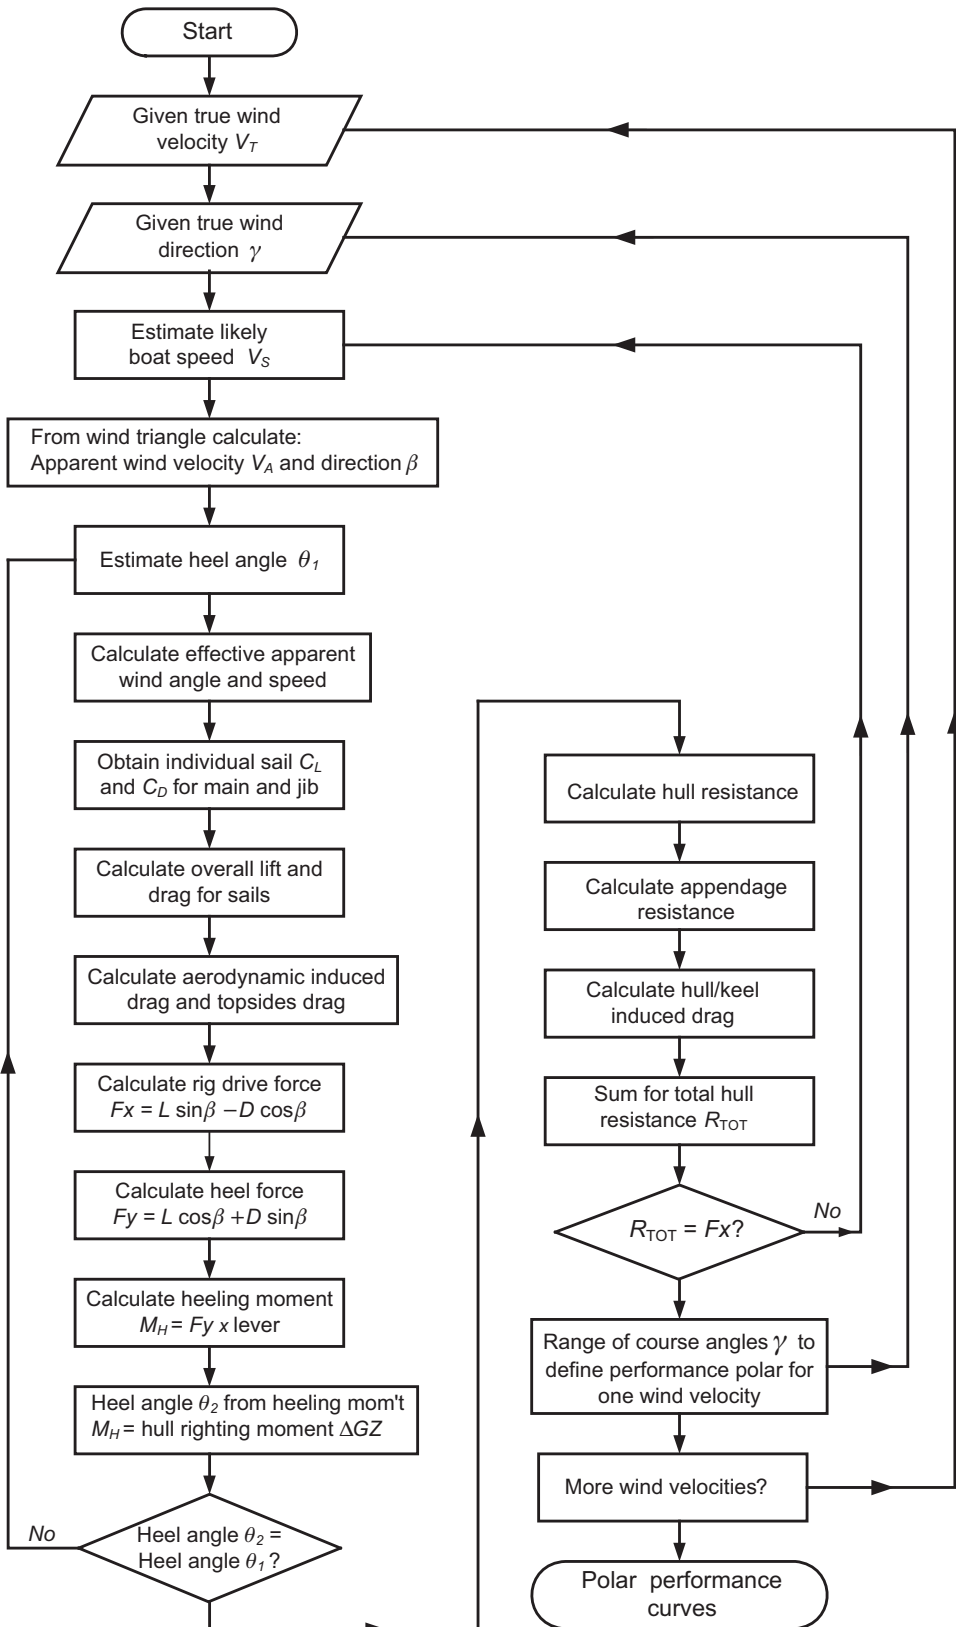 Start
Given true wind
velocity V_T
Given true wind
direction γ
Estimate likely
boat speed V_S
From wind triangle calculate:
Apparent wind velocity V_A and direction β
Estimate heel angle θ_1
Calculate effective apparent
wind angle and speed
Obtain individual sail C_L
and C_D for main and jib
Calculate overall lift and
drag for sails
Calculate aerodynamic induced
drag and topsides drag
Calculate rig drive force
Fx = L sinβ − D cosβ
Calculate heel force
Fy = L cosβ + D sinβ
Calculate heeling moment
M_H = Fy x lever
Heel angle θ_2 from heeling mom't
M_H = hull righting moment ΔGZ
No
Heel angle θ_2 =
Heel angle θ_1?
Calculate hull resistance
Calculate appendage
resistance
Calculate hull/keel
induced drag
Sum for total hull
resistance R_TOT
R_TOT = Fx?
No
Range of course angles γ to
define performance polar for
one wind velocity
More wind velocities?
Polar performance
curves